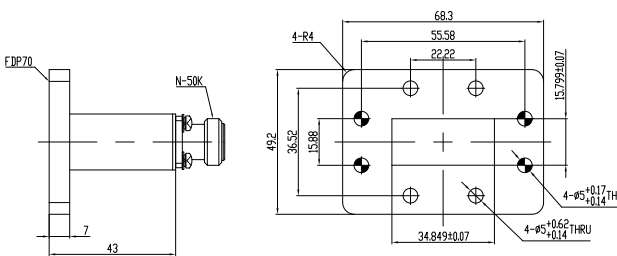 FDP70
N-50K
7
43
68.3
55.58
22.22
4-R4
49.2
36.52
15.88
15.799±0.07
34.849±0.07
4-ø5+0.17+0.14TH
4-ø5+0.62+0.14THRU